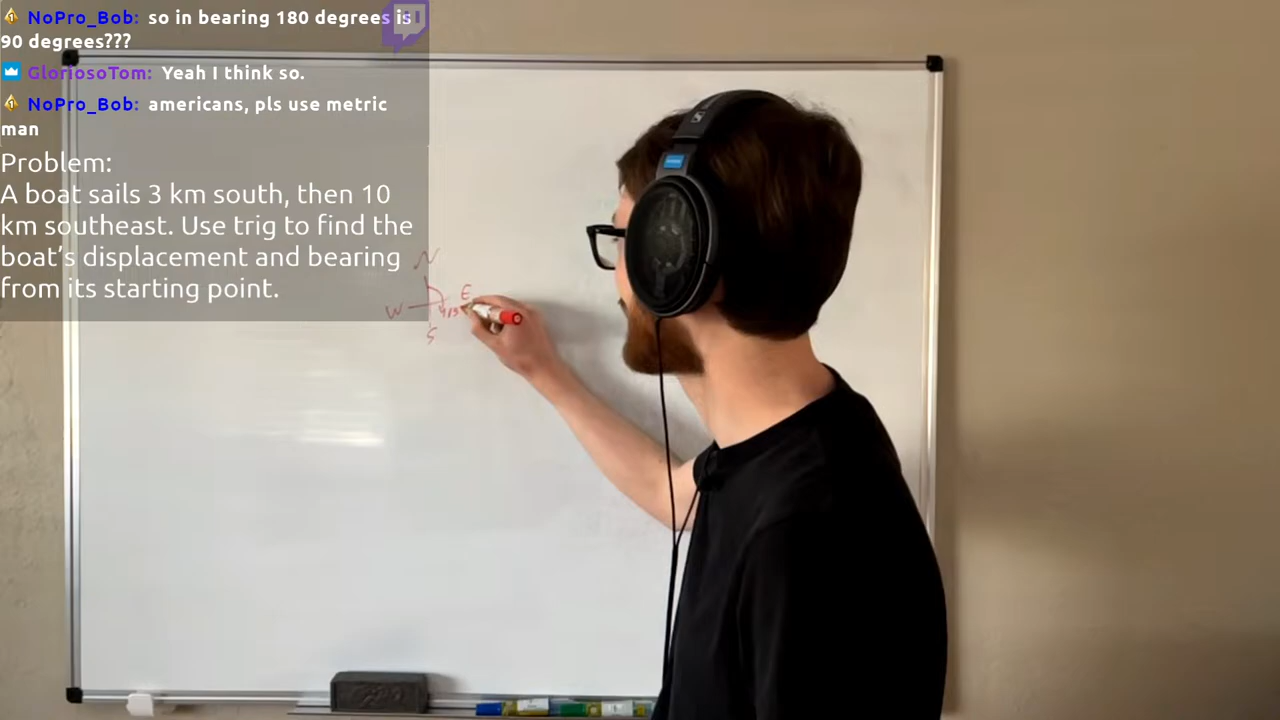 NoPro_Bob: so in bearing 180 degrees is
90 degrees???
GloriosoTom: Yeah I think so.
NoPro_Bob: americans, pls use metric
man
Problem:
A boat sails 3 km south, then 10
km southeast. Use trig to find the
boat’s displacement and bearing
from its starting point.
N
E
W
S